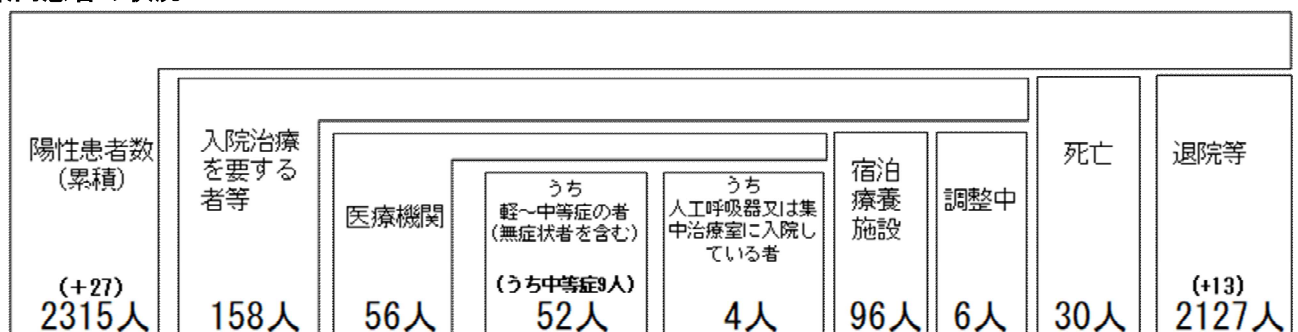 陽性患者数
(累積)
(+27)
2315人
入院治療
を要する
者等
158人
医療機関
56人
うち
軽~中等症の者
(無症状者を含む)
(うち中等症9人)
52人
うち
人工呼吸器又は集
中治療室に入院し
ている者
4人
宿泊
療養
施設
96人
調整中
6人
死亡
30人
退院等
(+13)
2127人